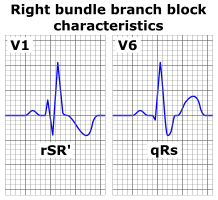 Right bundle branch block
characteristics
V1 V6
rSR' qRs